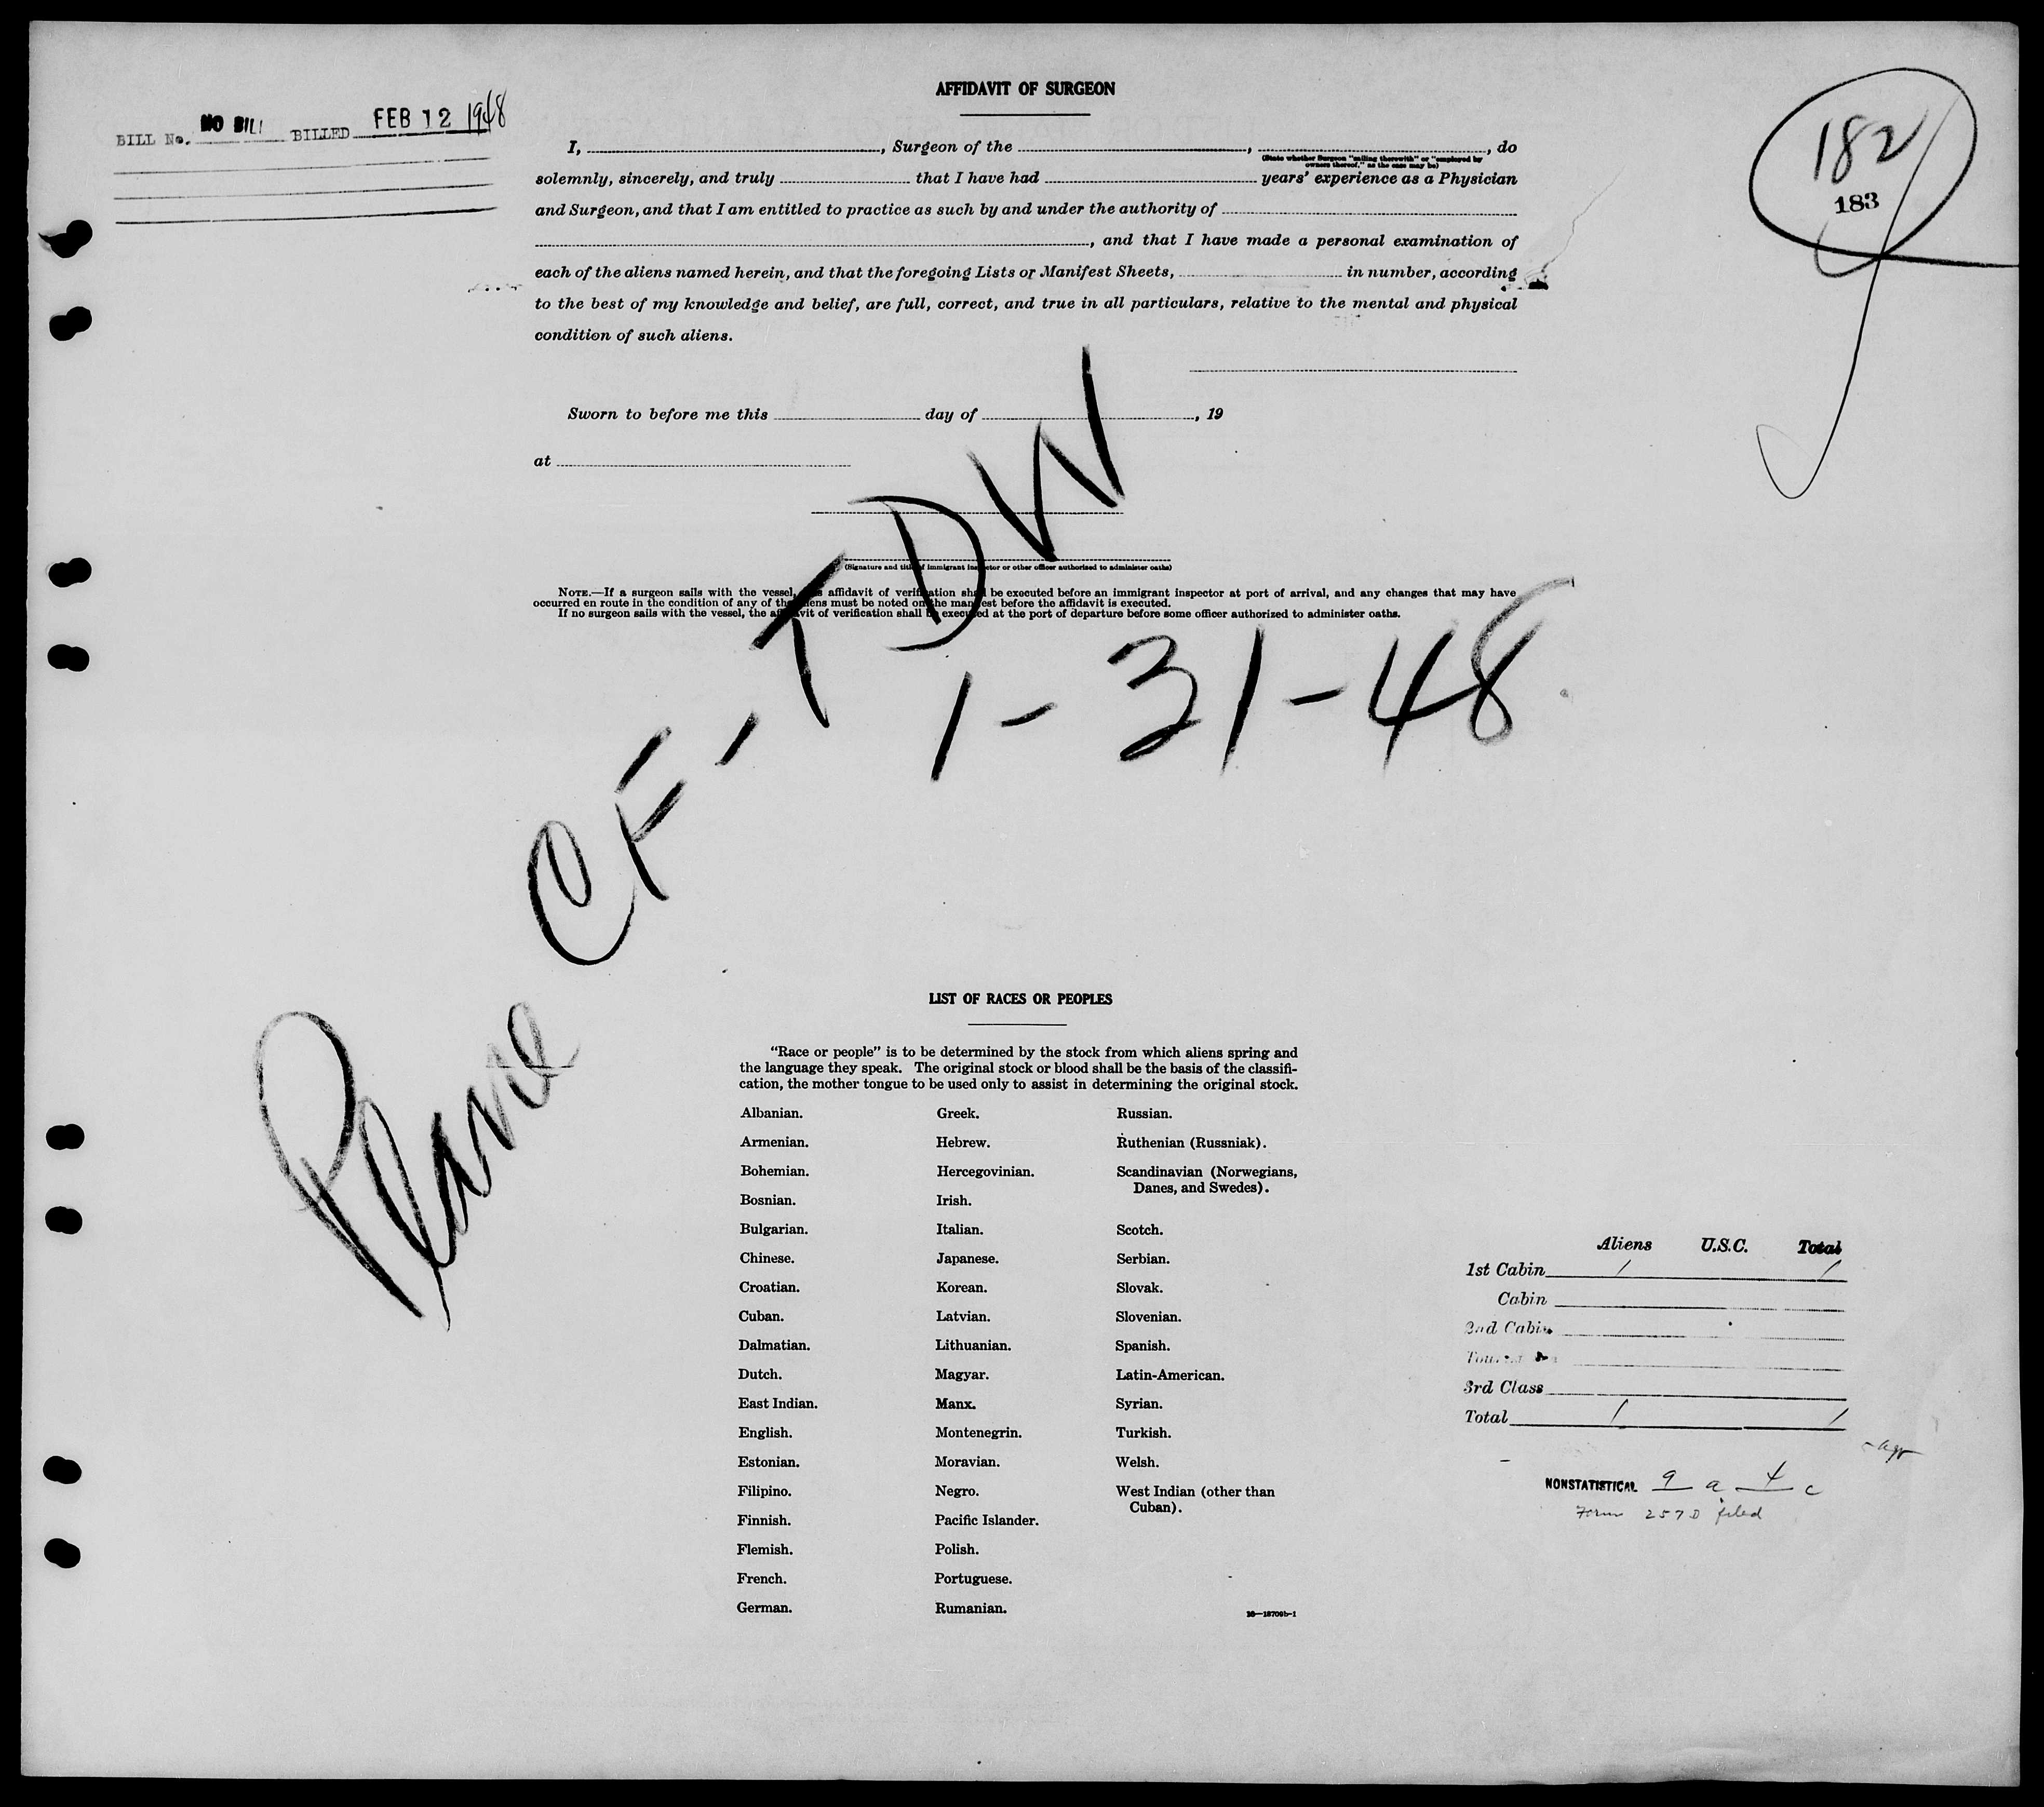 AFFIDAVIT OF SURGEON
BILL No. NO BILL BILLED FEB 12 1948
182
183
I, , Surgeon of the , , do
(State whether Surgeon "sailing therewith" or "employed by
owners thereof," as the case may be)
solemnly, sincerely, and truly that I have had years' experience as a Physician
and Surgeon, and that I am entitled to practice as such by and under the authority of
, and that I have made a personal examination of
each of the aliens named herein, and that the foregoing Lists or Manifest Sheets, in number, according
to the best of my knowledge and belief, are full, correct, and true in all particulars, relative to the mental and physical
condition of such aliens.
Sworn to before me this day of , 19
at
(Signature and title of immigrant inspector or other officer authorized to administer oaths)
NOTE.—If a surgeon sails with the vessel, this affidavit of verification shall be executed before an immigrant inspector at port of arrival, and any changes that may have
occurred en route in the condition of any of the aliens must be noted on the manifest before the affidavit is executed.
If no surgeon sails with the vessel, the affidavit of verification shall be executed at the port of departure before some officer authorized to administer oaths.
Plane CF-TDW
1-31-48
LIST OF RACES OR PEOPLES
"Race or people" is to be determined by the stock from which aliens spring and
the language they speak. The original stock or blood shall be the basis of the classifi-
cation, the mother tongue to be used only to assist in determining the original stock.
Albanian. Greek. Russian.
Armenian. Hebrew. Ruthenian (Russniak).
Bohemian. Hercegovinian. Scandinavian (Norwegians,
Danes, and Swedes).
Bosnian. Irish.
Bulgarian. Italian. Scotch.
Chinese. Japanese. Serbian.
Croatian. Korean. Slovak.
Cuban. Latvian. Slovenian.
Dalmatian. Lithuanian. Spanish.
Dutch. Magyar. Latin-American.
East Indian. Manx. Syrian.
English. Montenegrin. Turkish.
Estonian. Moravian. Welsh.
Filipino. Negro. West Indian (other than
Cuban).
Finnish. Pacific Islander.
Flemish. Polish.
French. Portuguese.
German. Rumanian.
16—18709b-1
Aliens U.S.C. Total
1st Cabin / /
Cabin
2nd Cabin
3rd Class
Total / /
NONSTATISTICAL 9 a 4 c
Form 257D filed